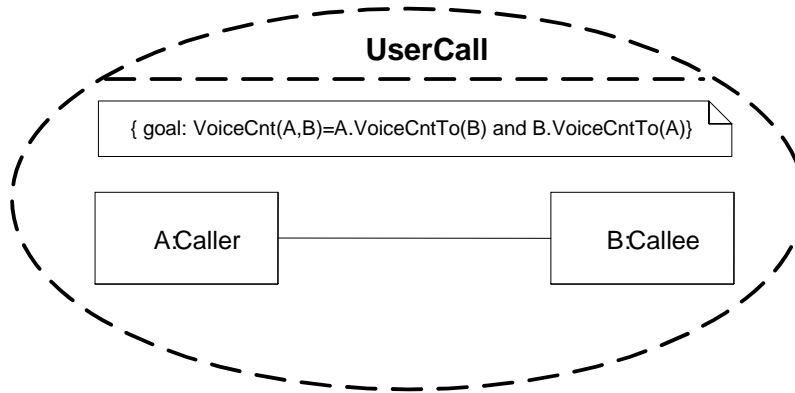 UserCall
{ goal: VoiceCnt(A,B)=A.VoiceCntTo(B) and B.VoiceCntTo(A)}
A:Caller
B:Callee